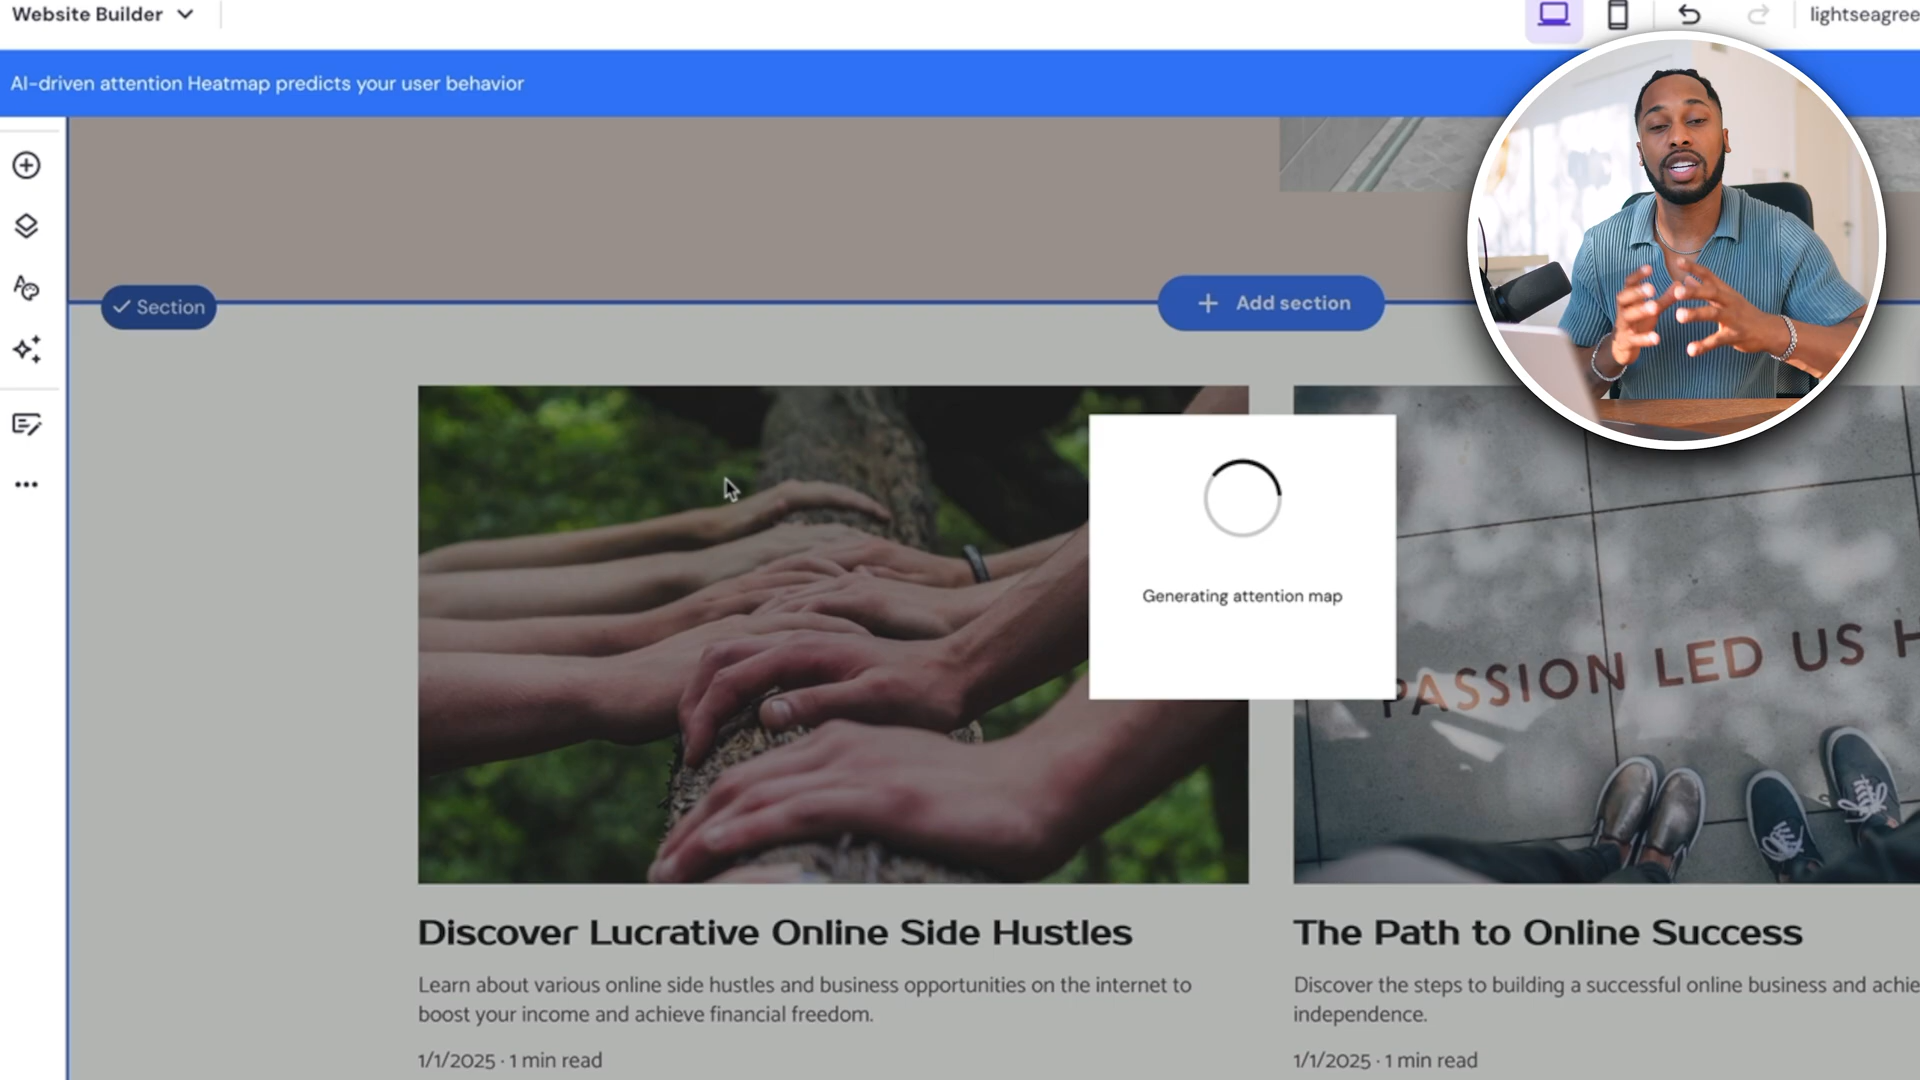 Website Builder
lightseagree
AI-driven attention Heatmap predicts your user behavior
Section
Add section
Generating attention map
PASSION LED US H
Discover Lucrative Online Side Hustles
Learn about various online side hustles and business opportunities on the internet to
boost your income and achieve financial freedom.
1/1/2025 · 1 min read
The Path to Online Success
Discover the steps to building a successful online business and achie
independence.
1/1/2025 · 1 min read